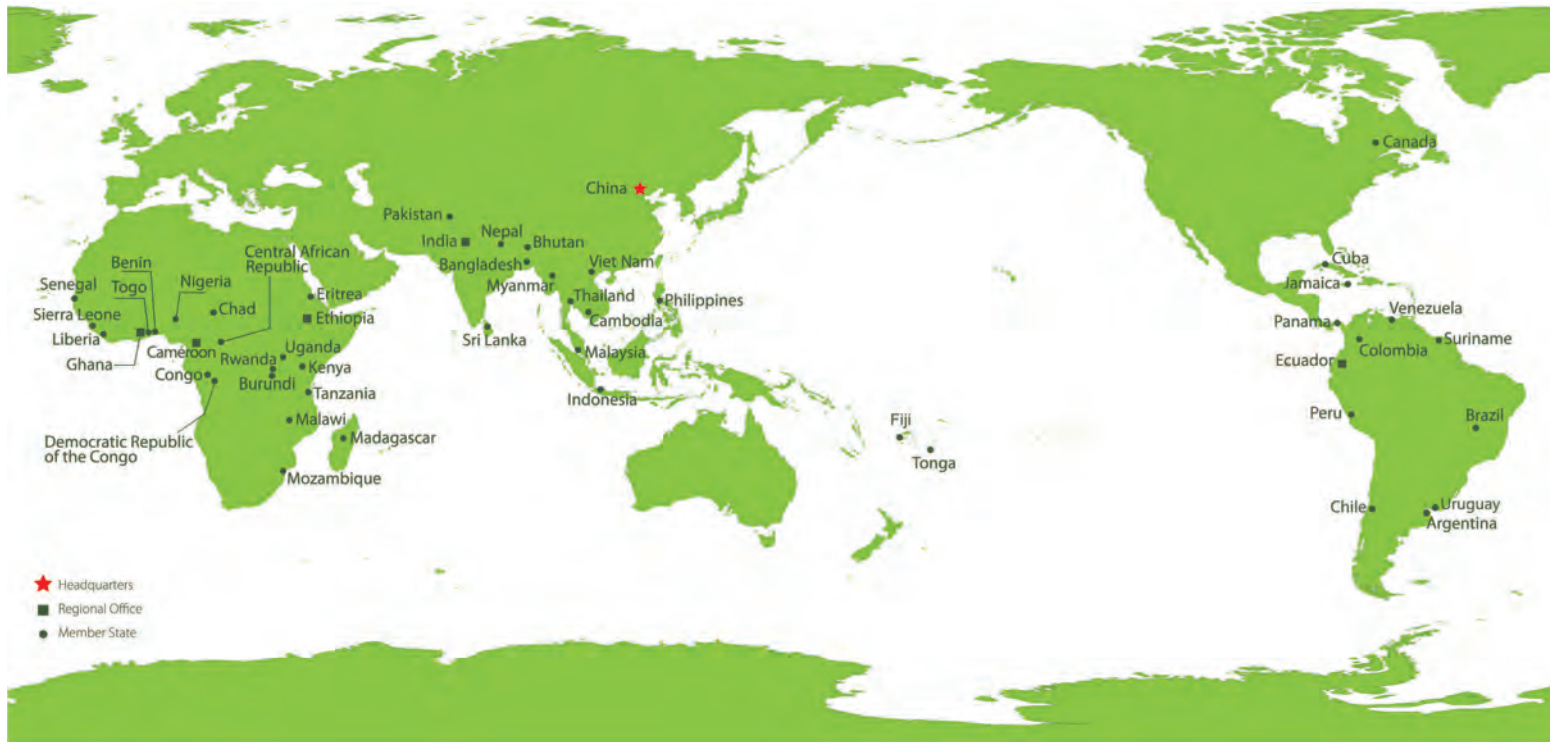 Canada
China
Pakistan
Nepal
India
Bhutan
Central African
Republic
Benin
Bangladesh
Viet Nam
Cuba
Togo
Nigeria
Myanmar
Senegal
Eritrea
Thailand
Philippines
Jamaica
Sierra Leone
Chad
Ethiopia
Cambodia
Venezuela
Panama
Liberia
Sri Lanka
Suriname
Ghana
Caméroon
Uganda
Malaysia
Colombia
Rwanda
Kenya
Ecuador
Congo
Burundi
Tanzania
Indonesia
Malawi
Fiji
Peru
Brazil
Democratic Republic
of the Congo
Madagascar
Tonga
Mozambique
Chile
Uruguay
Argentina
Headquarters
Regional Office
Member State